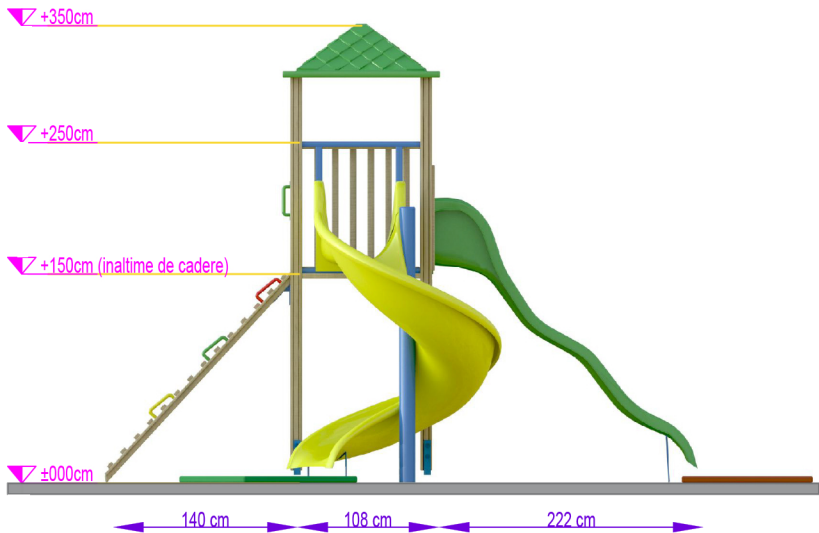 +350cm
+250cm
+150cm (inaltime de cadere)
±000cm
140 cm
108 cm
222 cm